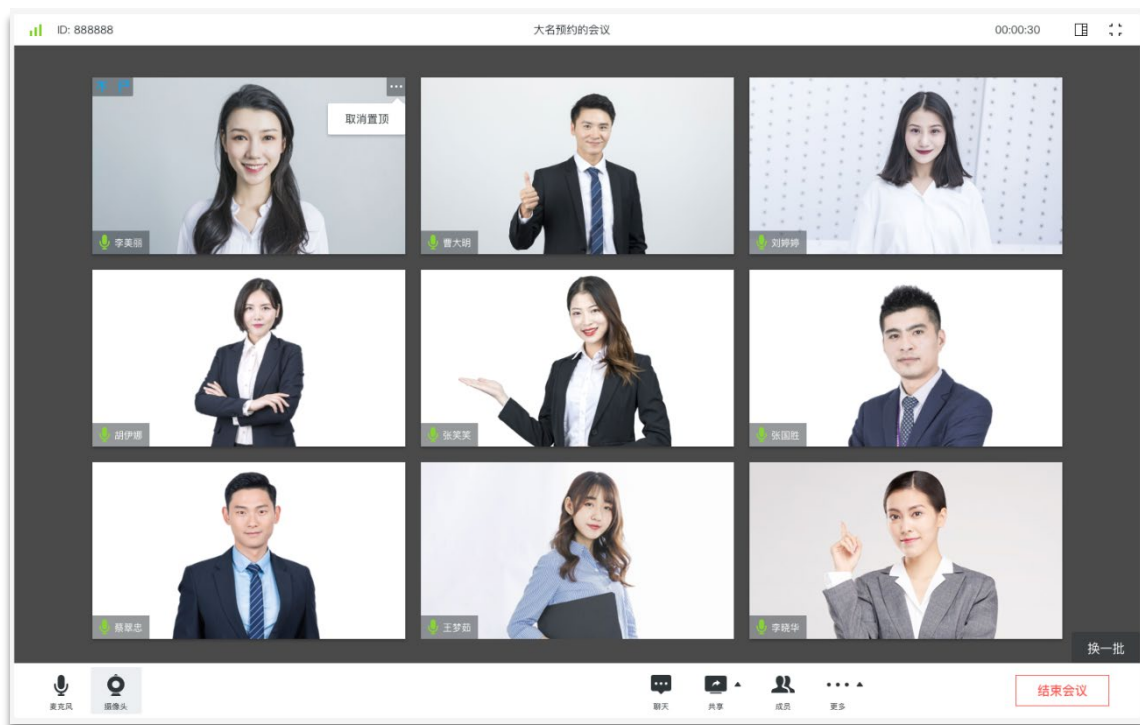 ID: 888888
大名预约的会议
00:00:30
取消置顶
李美丽
曹大明
刘婷婷
胡伊娜
张笑笑
张国胜
蔡翠忠
王梦茹
李晓华
换一批
麦克风
摄像头
聊天
共享
成员
更多
结束会议